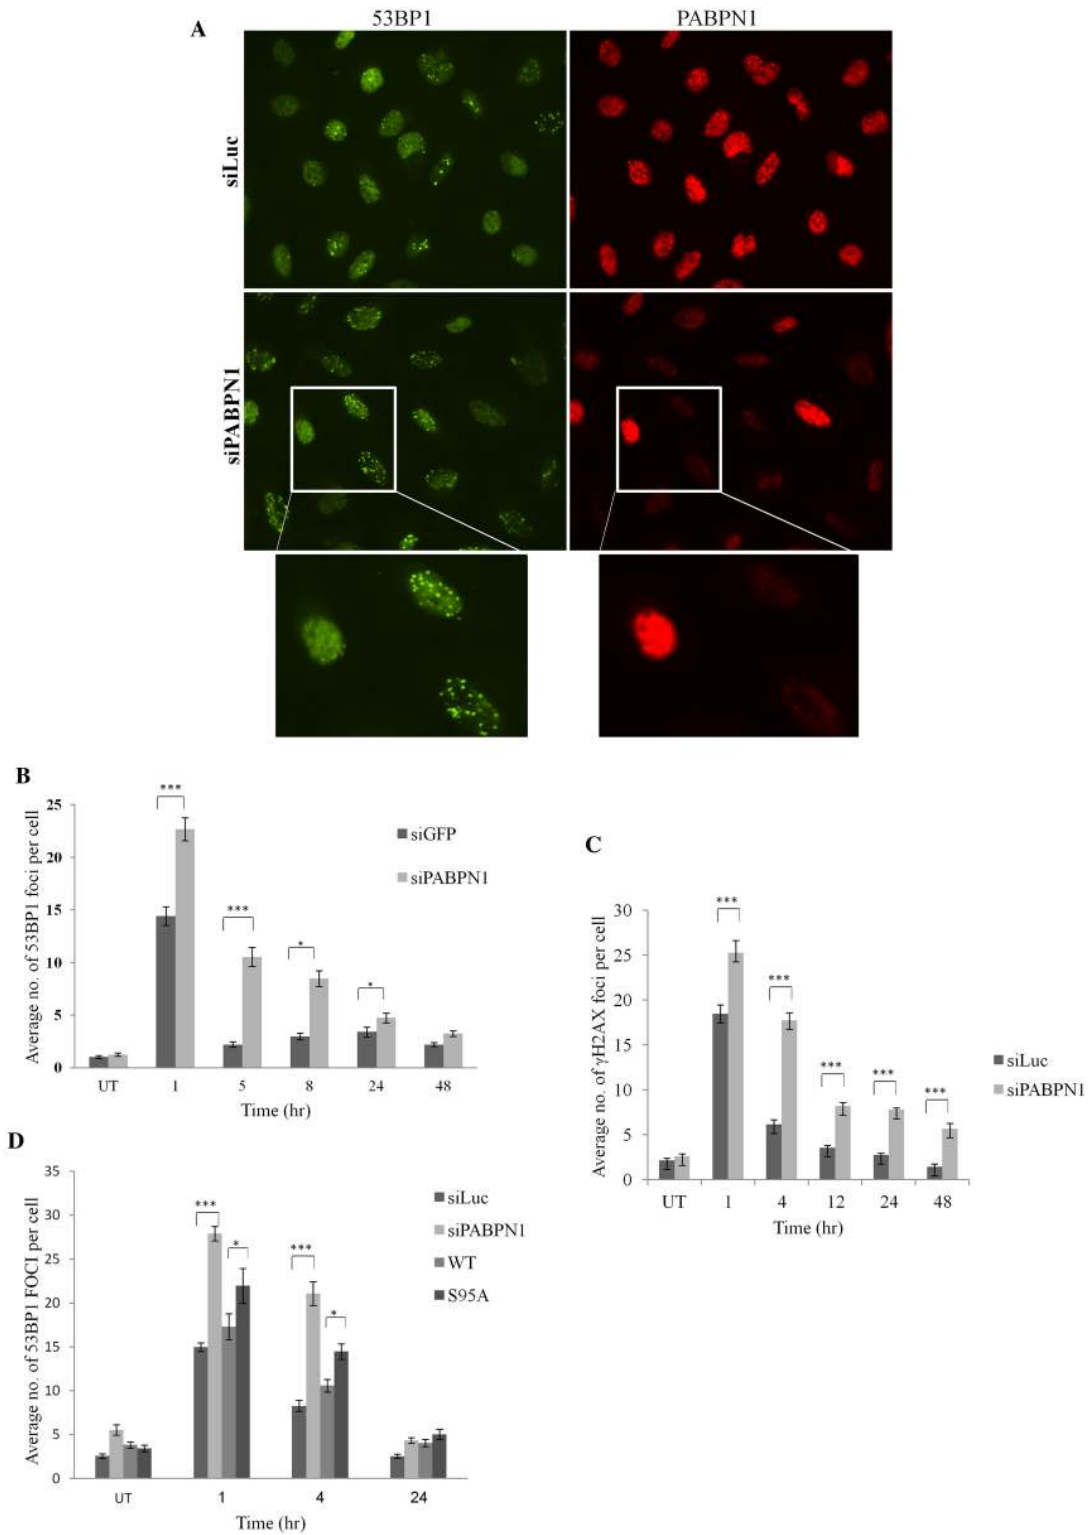 A
53BP1
PABPN1
siLuc
siPABPN1
B
Average no. of 53BP1 foci per cell
25
20
15
10
5
0
***
***
*
*
siGFP
siPABPN1
UT 1 5 8 24 48
Time (hr)
C
Average no. of γH2AX foci per cell
30
25
20
15
10
5
0
***
***
***
***
***
siLuc
siPABPN1
UT 1 4 12 24 48
Time (hr)
D
Average no. of 53BP1 FOCI per cell
35
30
25
20
15
10
5
0
***
*
***
*
siLuc
siPABPN1
WT
S95A
UT 1 4 24
Time (hr)